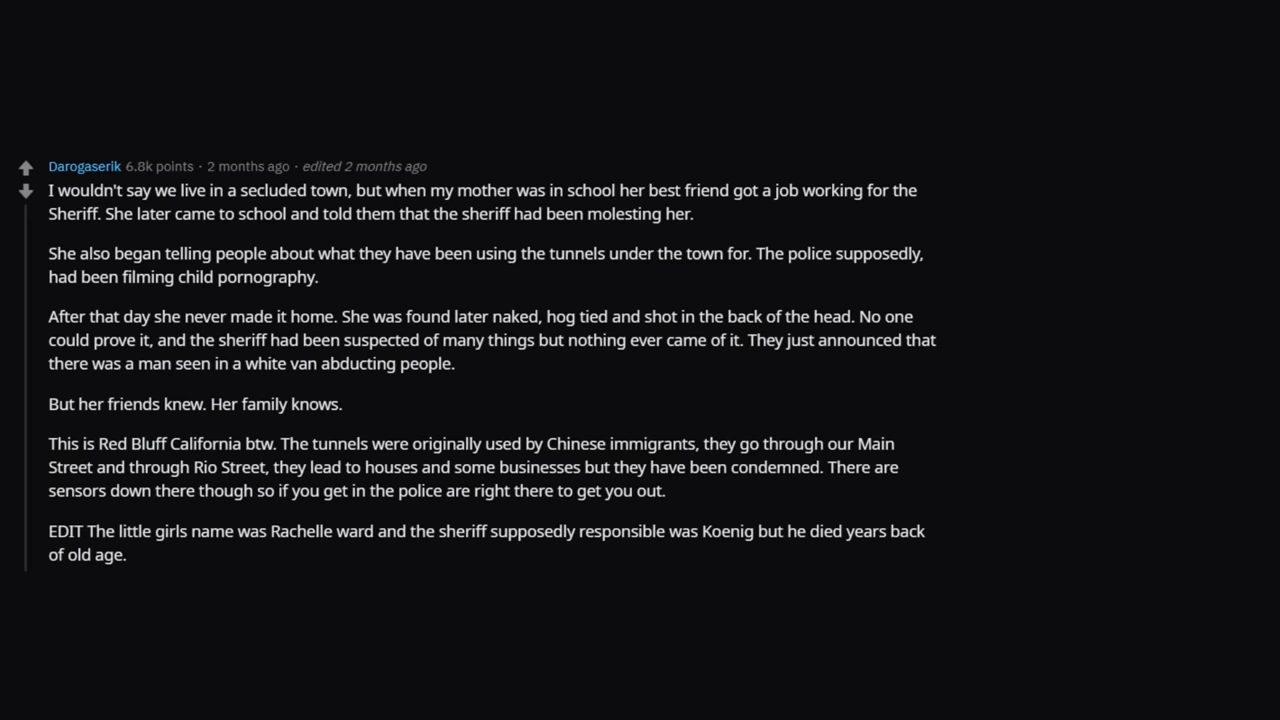 Darogaserik 6.8k points · 2 months ago · edited 2 months ago
I wouldn't say we live in a secluded town, but when my mother was in school her best friend got a job working for the
Sheriff. She later came to school and told them that the sheriff had been molesting her.
She also began telling people about what they have been using the tunnels under the town for. The police supposedly,
had been filming child pornography.
After that day she never made it home. She was found later naked, hog tied and shot in the back of the head. No one
could prove it, and the sheriff had been suspected of many things but nothing ever came of it. They just announced that
there was a man seen in a white van abducting people.
But her friends knew. Her family knows.
This is Red Bluff California btw. The tunnels were originally used by Chinese immigrants, they go through our Main
Street and through Rio Street, they lead to houses and some businesses but they have been condemned. There are
sensors down there though so if you get in the police are right there to get you out.
EDIT The little girls name was Rachelle ward and the sheriff supposedly responsible was Koenig but he died years back
of old age.